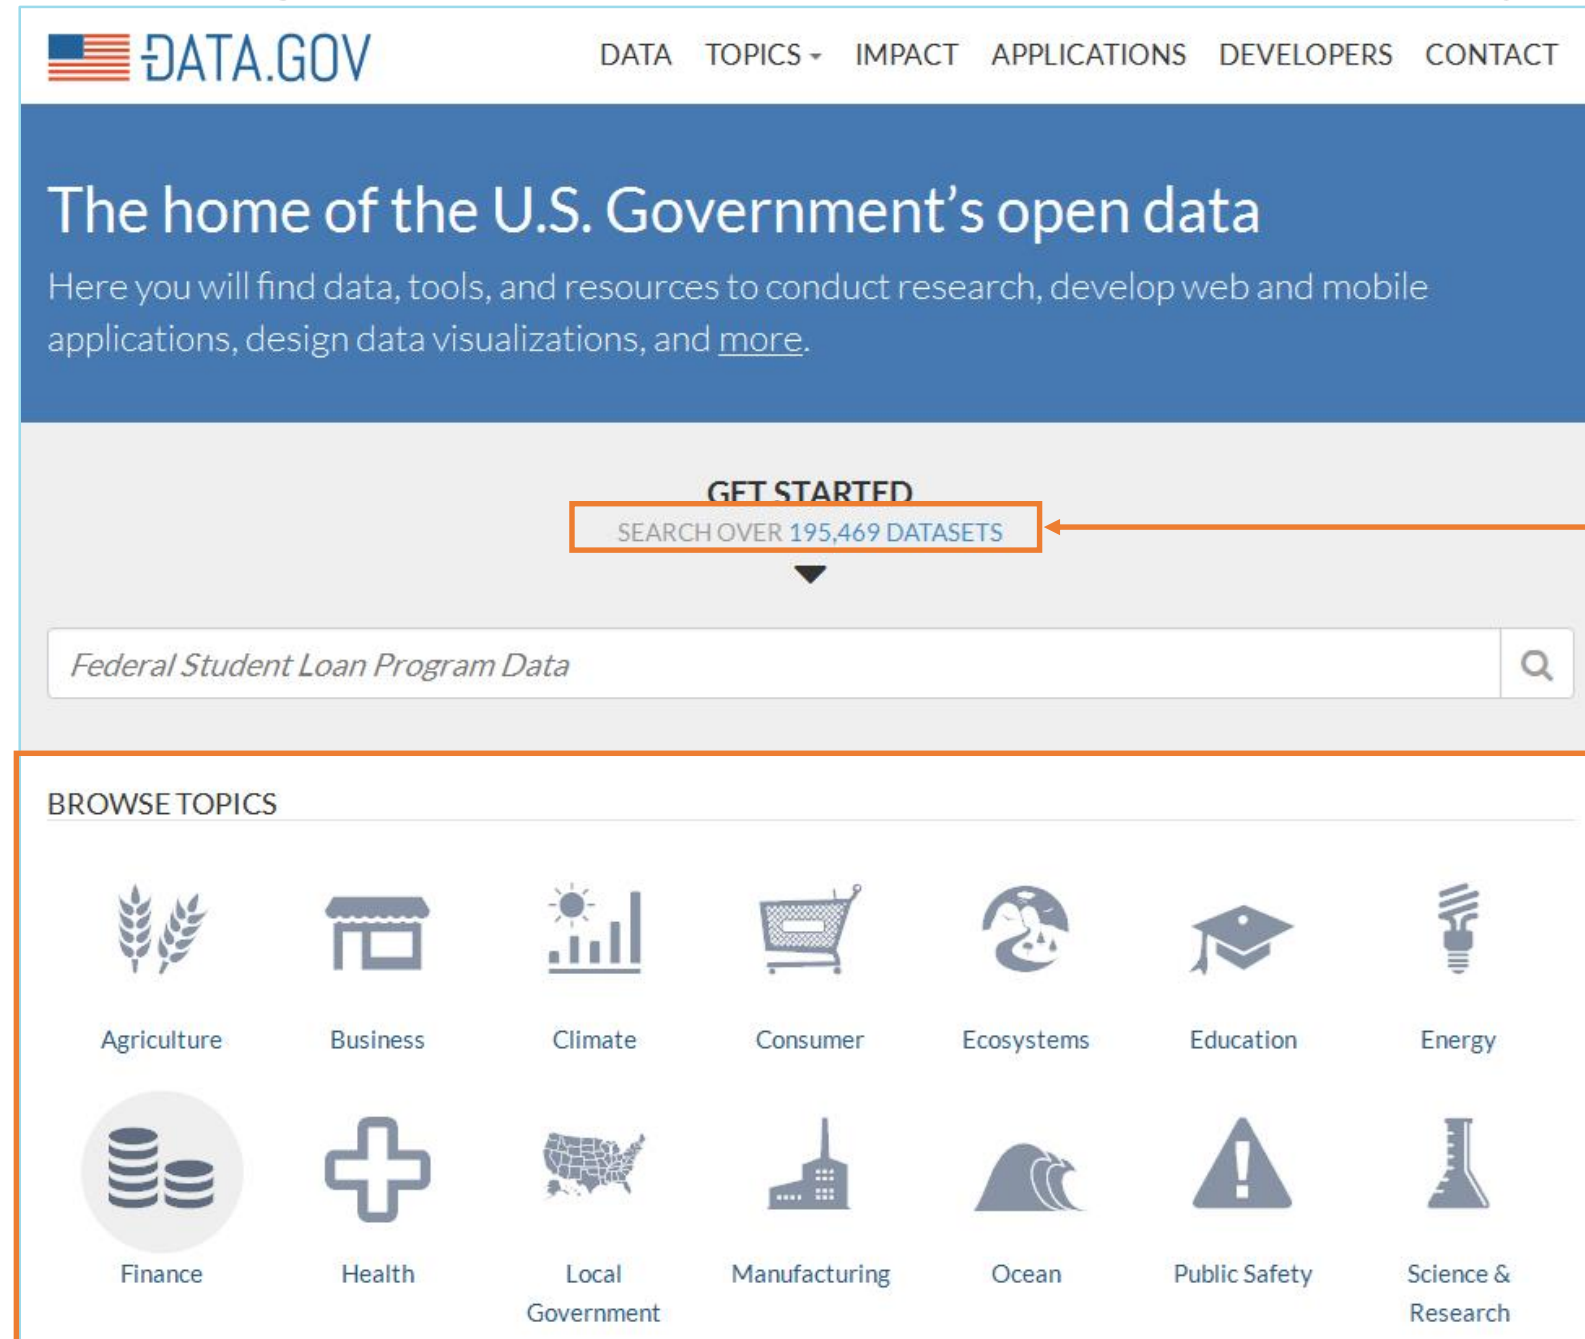 DATA.GOV
DATA TOPICS IMPACT APPLICATIONS DEVELOPERS CONTACT
The home of the U.S. Government’s open data
Here you will find data, tools, and resources to conduct research, develop web and mobile
applications, design data visualizations, and more.
GET STARTED
SEARCH OVER 195,469 DATASETS
Federal Student Loan Program Data
BROWSE TOPICS
Agriculture Business Climate Consumer Ecosystems Education Energy
Finance Health Local Manufacturing Ocean Public Safety Science &
Government Research